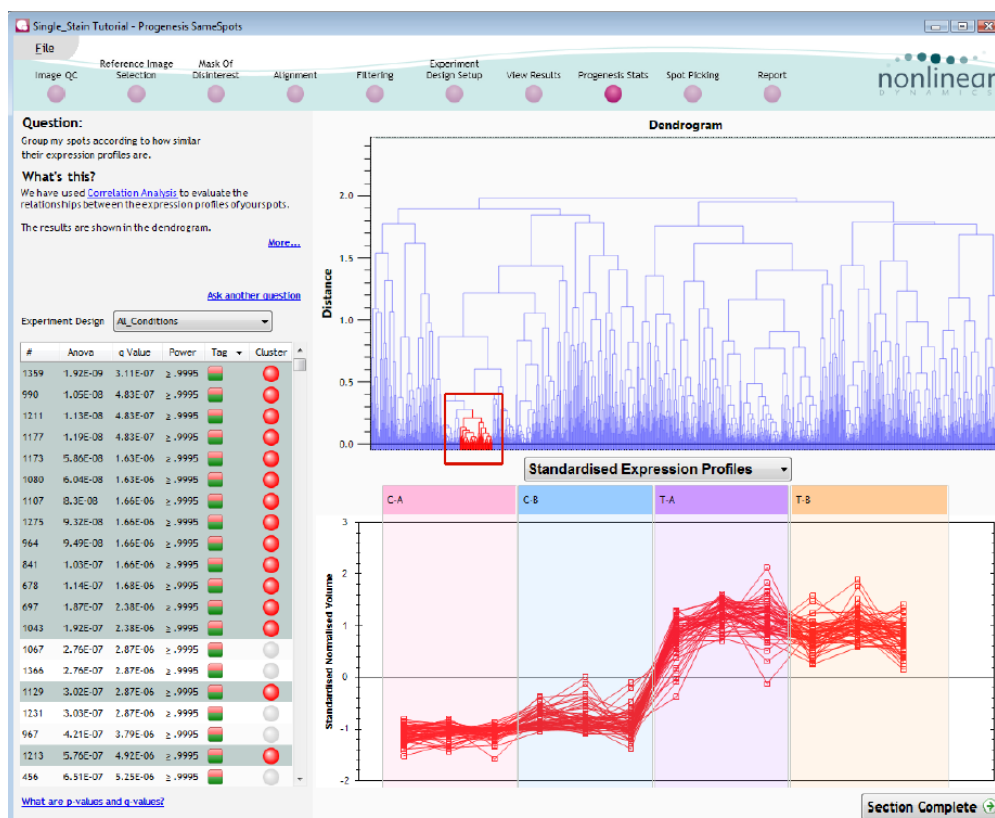 Single_Stain Tutorial - Progenesis SameSpots
File
Image QC
Reference Image Selection
Mask Of Disinterest
Alignment
Filtering
Experiment Design Setup
View Results
Progenesis Stats
Spot Picking
Report
nonlinear
DYNAMICS
Question:
Group my spots according to how similar
their expression profiles are.
What's this?
We have used Correlation Analysis to evaluate the
relationships between the expression profiles of your spots.
The results are shown in the dendrogram.
More...
Ask another question
Experiment Design All_Conditions
# Anova q Value Power Tag Cluster
1359 1.92E-09 3.11E-07 ≥ .9995
990 1.05E-08 4.83E-07 ≥ .9995
1211 1.13E-08 4.83E-07 ≥ .9995
1177 1.19E-08 4.83E-07 ≥ .9995
1173 5.86E-08 1.63E-06 ≥ .9995
1080 6.04E-08 1.63E-06 ≥ .9995
1107 8.3E-08 1.66E-06 ≥ .9995
1275 9.32E-08 1.66E-06 ≥ .9995
964 9.49E-08 1.66E-06 ≥ .9995
841 1.03E-07 1.66E-06 ≥ .9995
678 1.14E-07 1.68E-06 ≥ .9995
697 1.87E-07 2.38E-06 ≥ .9995
1043 1.92E-07 2.38E-06 ≥ .9995
1067 2.76E-07 2.87E-06 ≥ .9995
1366 2.76E-07 2.87E-06 ≥ .9995
1129 3.02E-07 2.87E-06 ≥ .9995
1231 3.03E-07 2.87E-06 ≥ .9995
967 4.21E-07 3.79E-06 ≥ .9995
1213 5.76E-07 4.92E-06 ≥ .9995
456 6.51E-07 5.25E-06 ≥ .9995
What are p-values and q-values?
Dendrogram
Distance
2.0
1.5
1.0
0.5
0.0
Standardised Expression Profiles
C-A
C-B
T-A
T-B
Standardised Normalised Volume
3
2
1
0
-1
-2
Section Complete